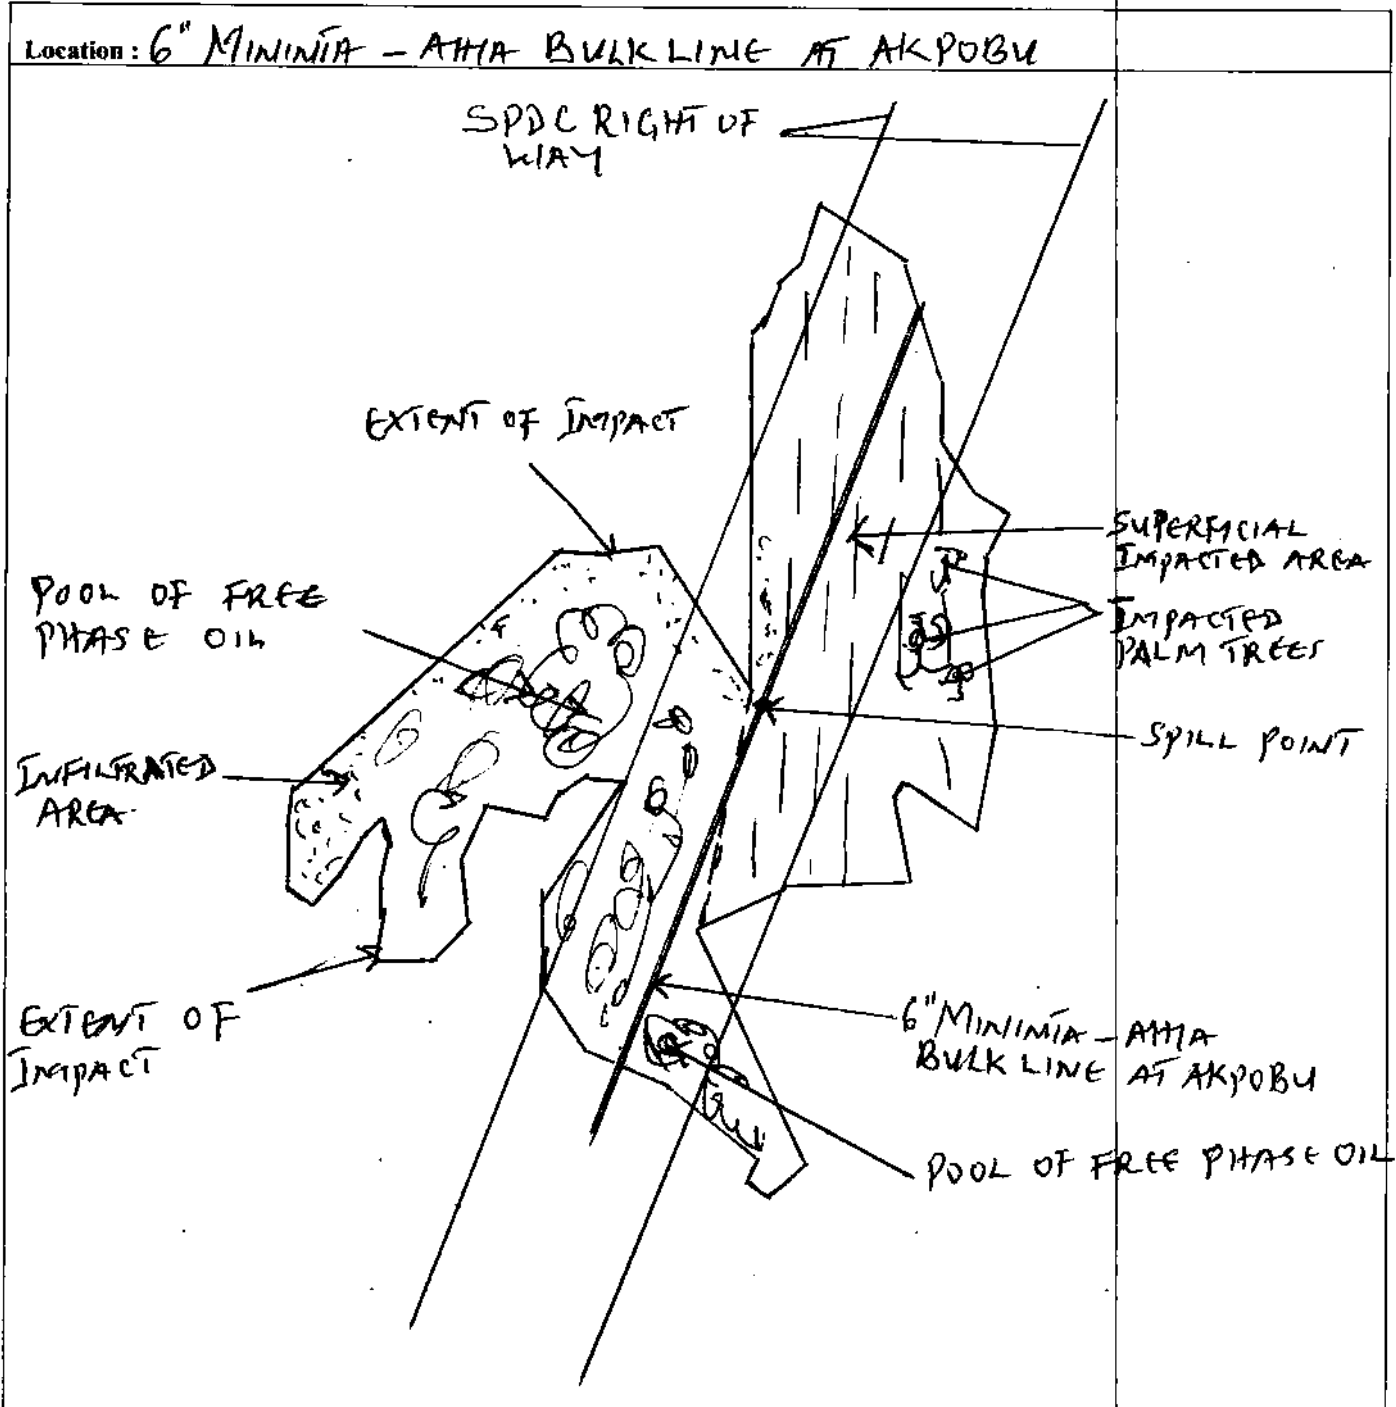 Location : 6" MININTA - AHIA BULK LINE AT AKPOBU
SPDC RIGHT OF
WAY
EXTENT OF IMPACT
POOL OF FREE
PHASE OIL
SUPERFICIAL
IMPACTED AREA
IMPACTED
PALM TREES
SPILL POINT
INFILTRATED
AREA
EXTENT OF
IMPACT
6" MININTA - AHIA
BULK LINE AT AKPOBU
POOL OF FREE PHASE OIL